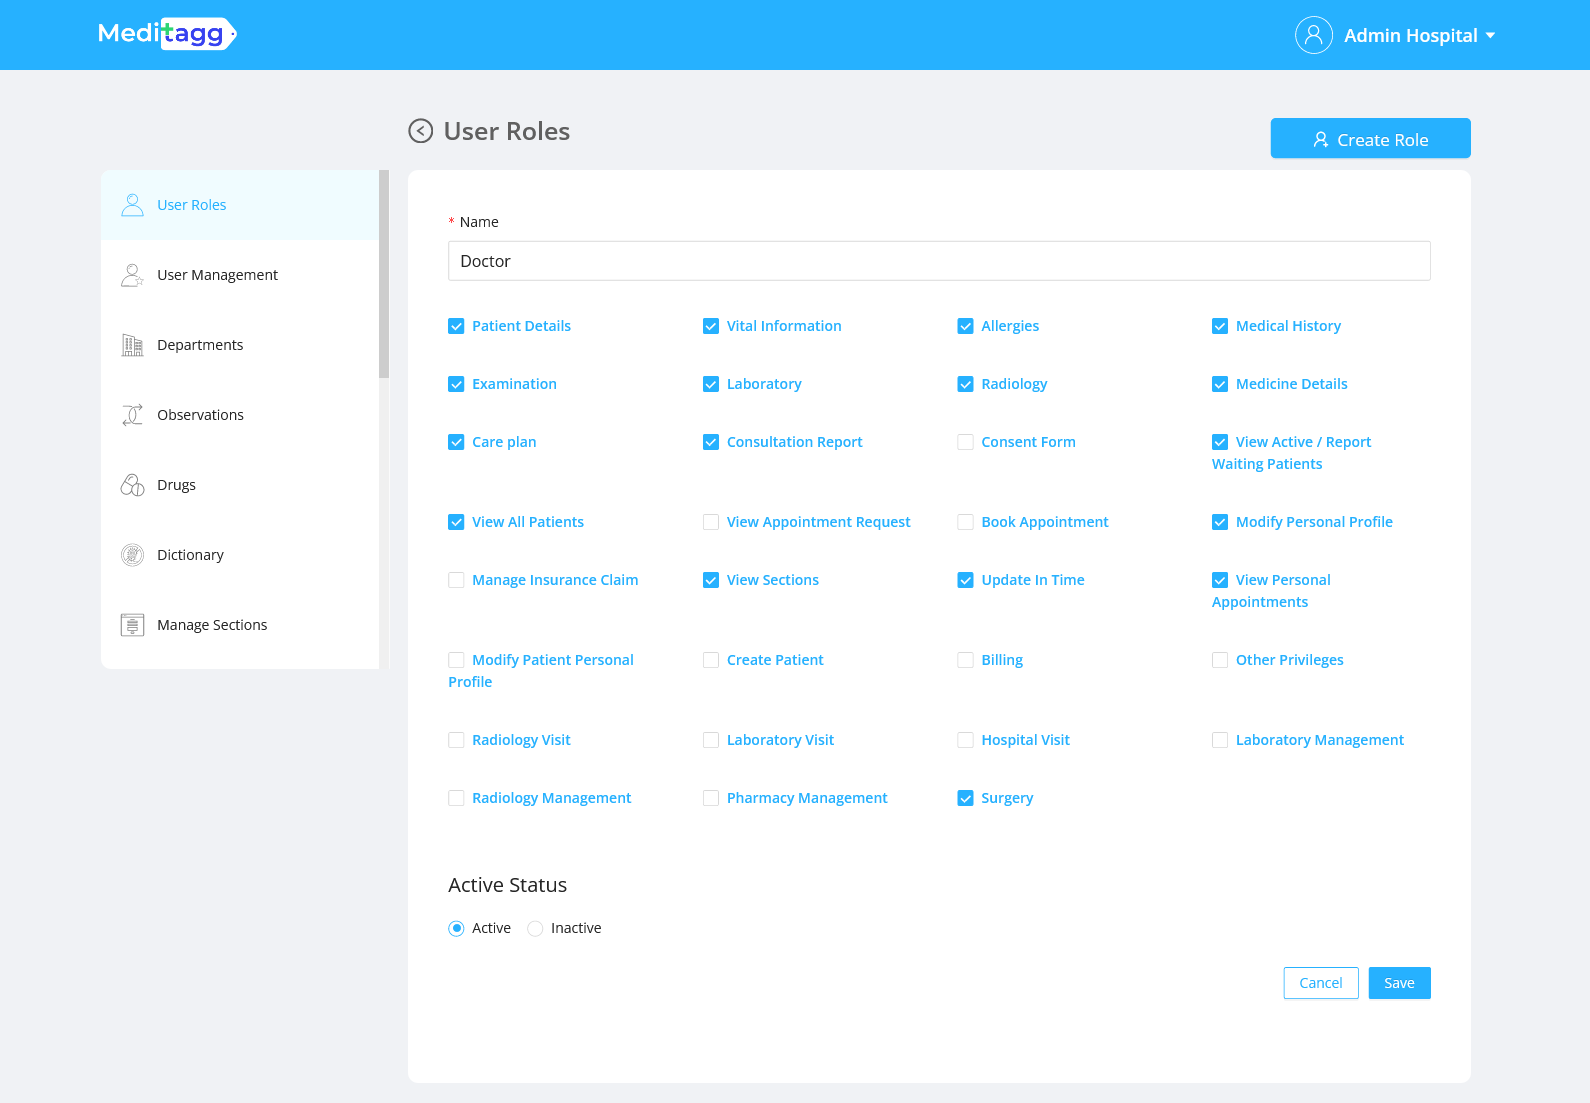 Meditagg
Admin Hospital
User Roles
Create Role
User Roles
User Management
Departments
Observations
Drugs
Dictionary
Manage Sections
* Name
Doctor
Patient Details
Vital Information
Allergies
Medical History
Examination
Laboratory
Radiology
Medicine Details
Care plan
Consultation Report
Consent Form
View Active / Report
Waiting Patients
View All Patients
View Appointment Request
Book Appointment
Modify Personal Profile
Manage Insurance Claim
View Sections
Update In Time
View Personal
Appointments
Modify Patient Personal
Profile
Create Patient
Billing
Other Privileges
Radiology Visit
Laboratory Visit
Hospital Visit
Laboratory Management
Radiology Management
Pharmacy Management
Surgery
Active Status
Active
Inactive
Cancel
Save